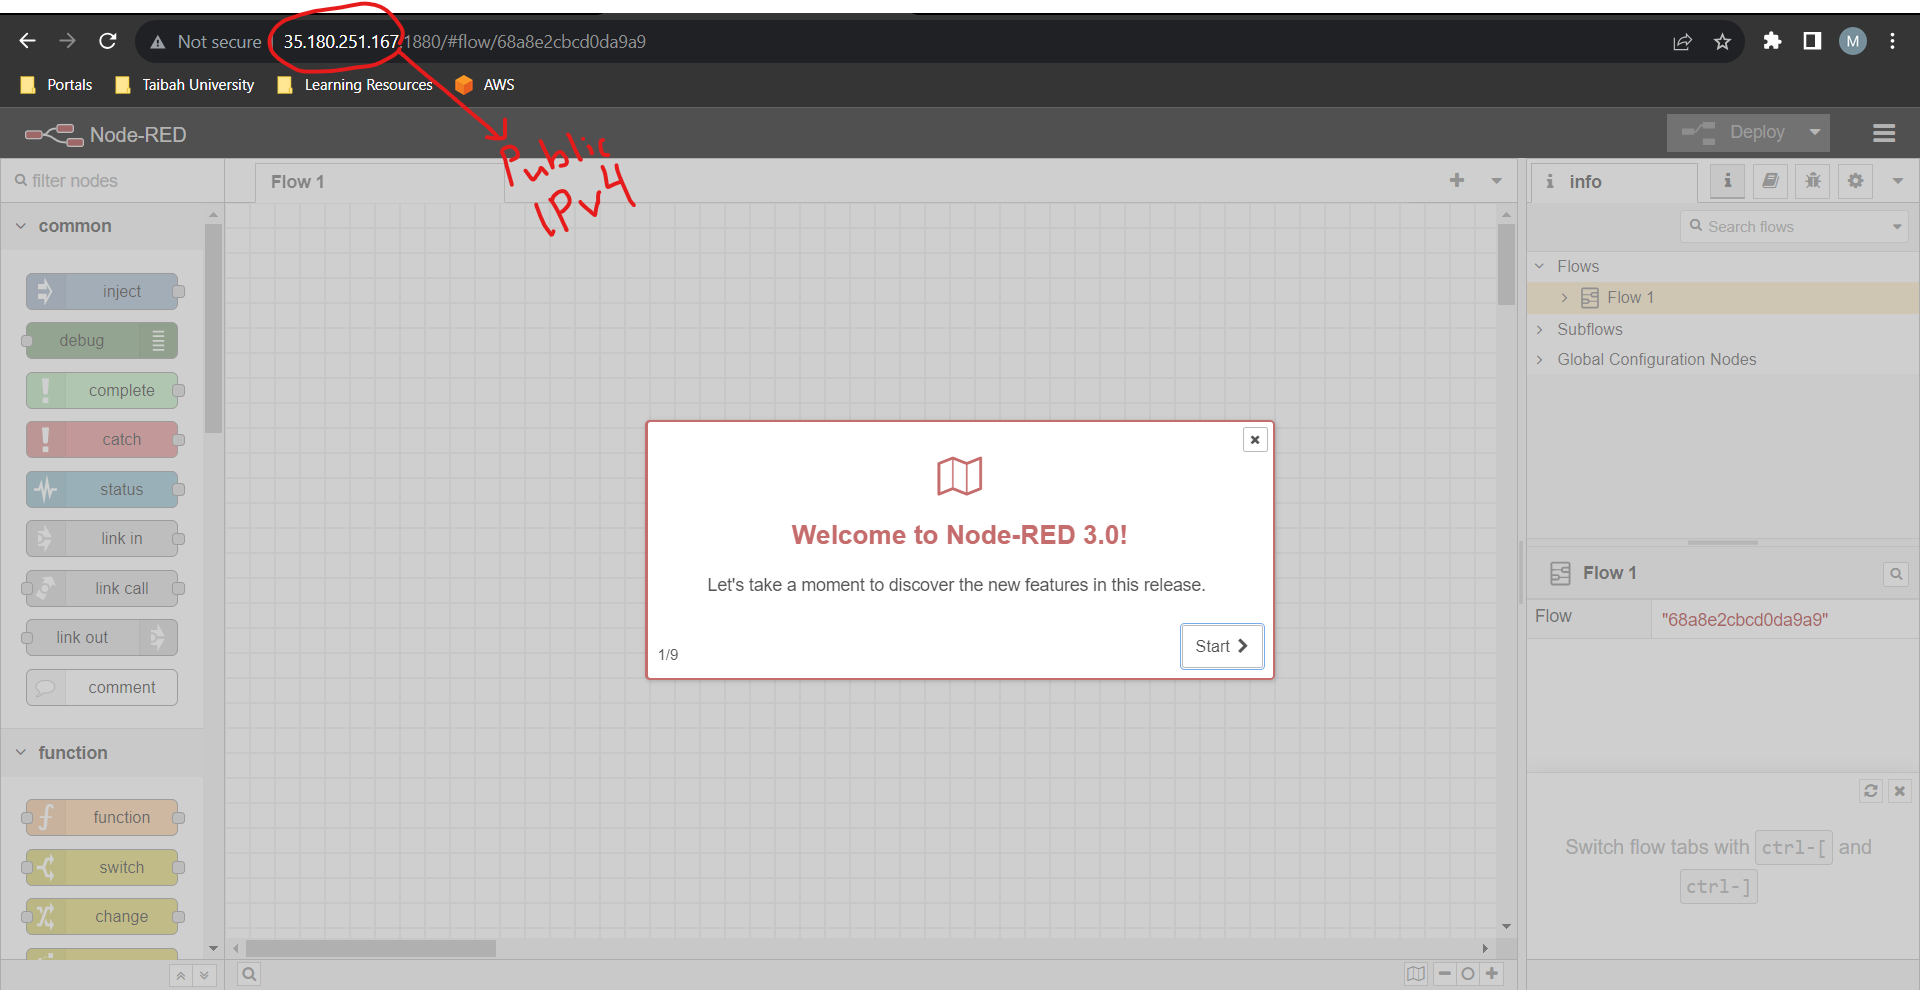 Not secure 35.180.251.167:1880/#flow/68a8e2cbcd0da9a9
M
Portals Taibah University Learning Resources AWS
Public
IPv4
Node-RED
Deploy
filter nodes
Flow 1
info
common
inject
debug
complete
catch
status
link in
link call
link out
comment
function
function
switch
change
Welcome to Node-RED 3.0!
Let's take a moment to discover the new features in this release.
1/9
Start
Search flows
Flows
Flow 1
Subflows
Global Configuration Nodes
Flow 1
Flow "68a8e2cbcd0da9a9"
Switch flow tabs with ctrl-[ and
ctrl-]